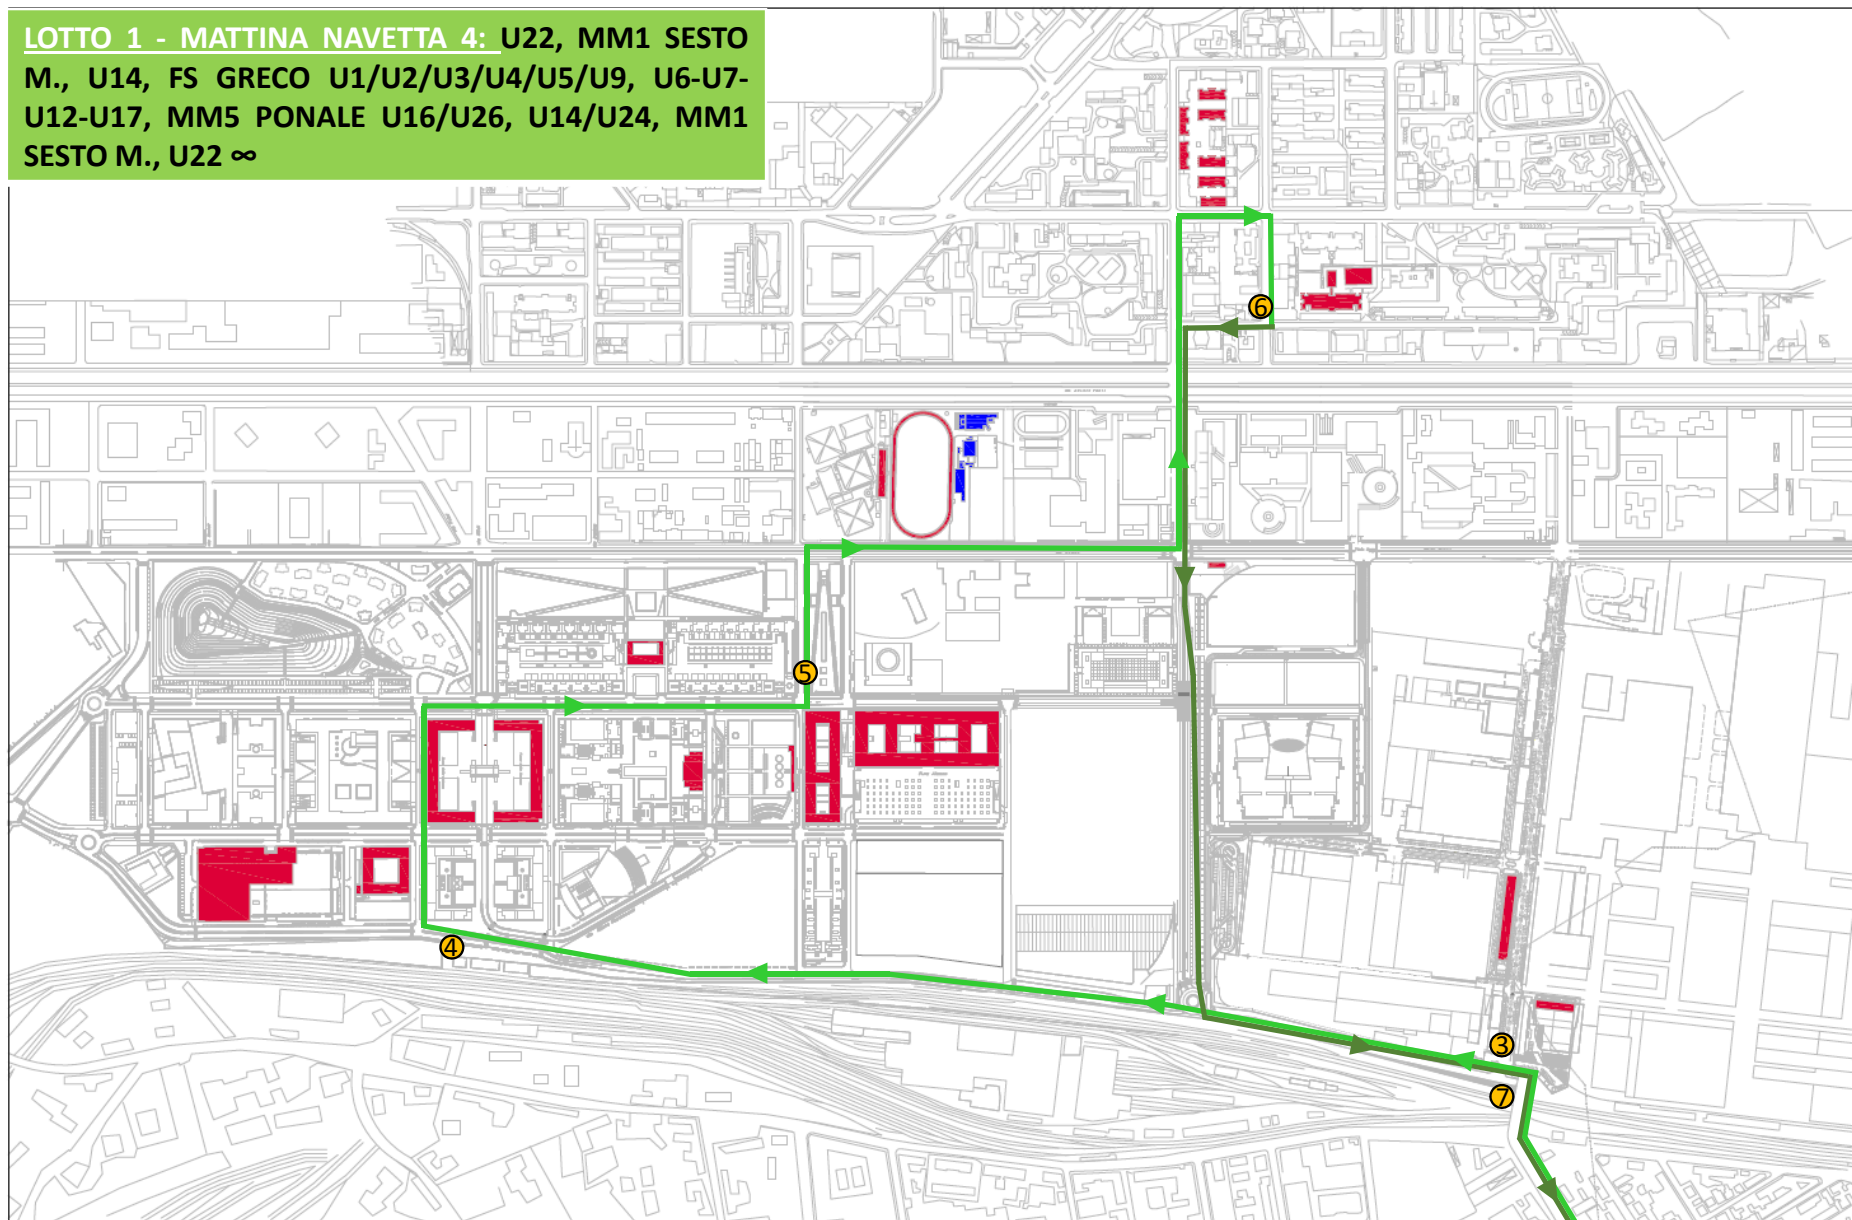 LOTTO 1 - MATTINA NAVETTA 4: U22, MM1 SESTO
M., U14, FS GRECO U1/U2/U3/U4/U5/U9, U6-U7-
U12-U17, MM5 PONALE U16/U26, U14/U24, MM1
SESTO M., U22 ∞
6
5
4
3
7